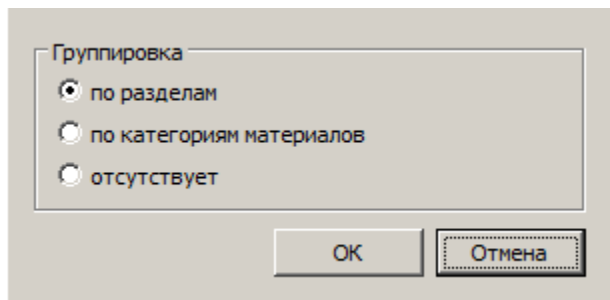 Группировка
по разделам
по категориям материалов
отсутствует
ОК Отмена